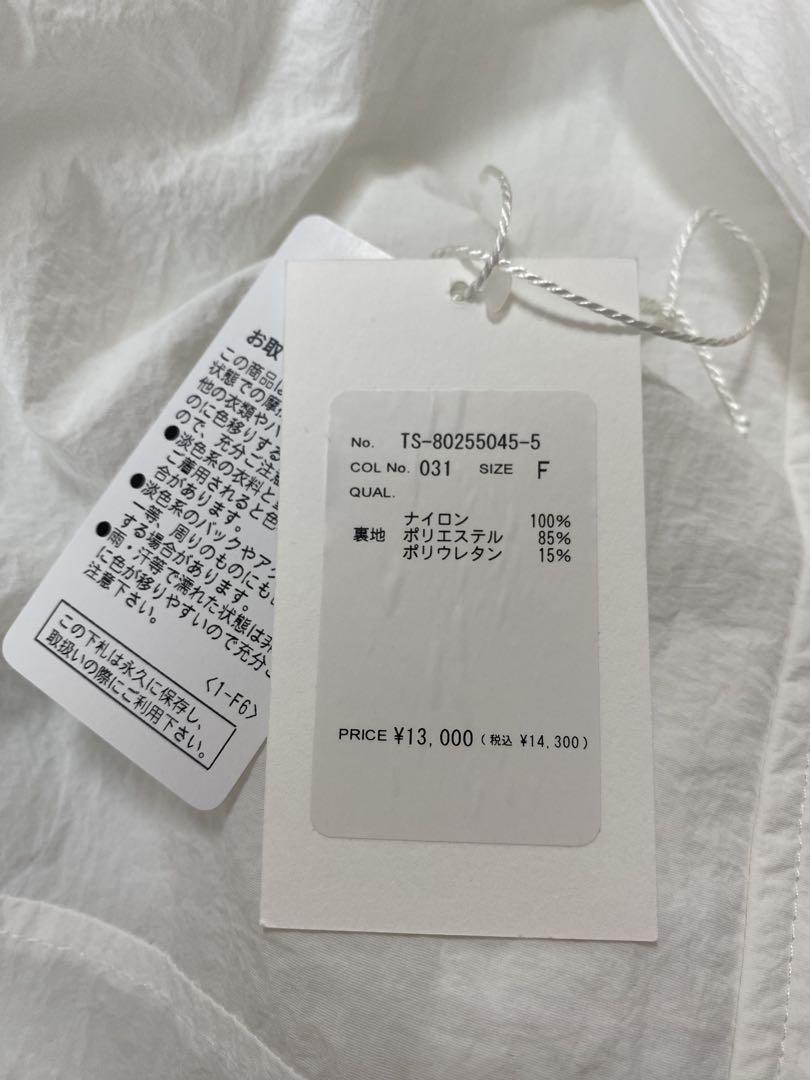 No. TS-80255045-5
COL No. 031 SIZE F
QUAL.
ナイロン 100%
裏地 ポリエステル 85%
ポリウレタン 15%
PRICE ¥13,000 (税込 ¥14,300)
お取
この商品は
状態での摩
他の衣類やハ
のに色移りする
ので、充分ご注意
●淡色系の衣料と
ご着用されると色
合があります。
●淡色系のバックやアク
ー等、周りのものにも
する場合があります。
●雨・汗等で濡れた状態は非
に色が移りやすいので充分
注意下さい。
〈1-F6〉
この下札は永久に保存し、
取扱いの際にご利用下さい。